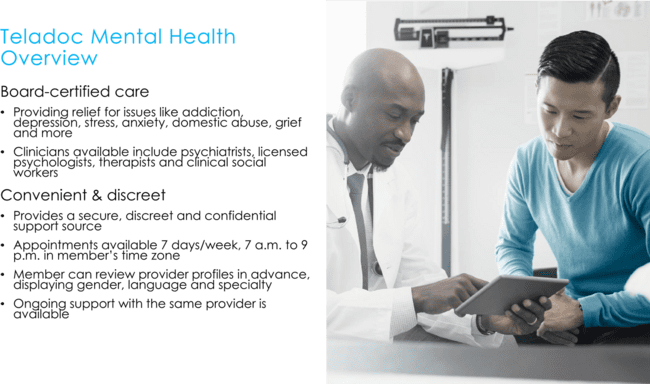 Teladoc Mental Health
Overview
Board-certified care
• Providing relief for issues like addiction,
depression, stress, anxiety, domestic abuse, grief
and more
• Clinicians available include psychiatrists, licensed
psychologists, therapists and clinical social
workers
Convenient & discreet
• Provides a secure, discreet and confidential
support source
• Appointments available 7 days/week, 7 a.m. to 9
p.m. in member’s time zone
• Member can review provider profiles in advance,
displaying gender, language and specialty
• Ongoing support with the same provider is
available